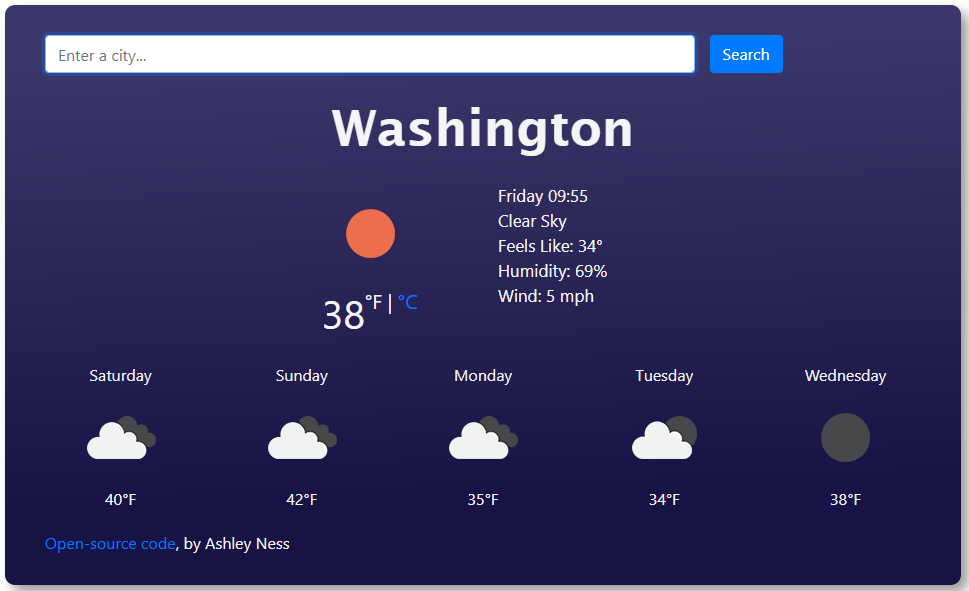 Enter a city...
Search
Washington
Friday 09:55
Clear Sky
Feels Like: 34°
Humidity: 69%
Wind: 5 mph
38°F | °C
Saturday Sunday Monday Tuesday Wednesday
40°F 42°F 35°F 34°F 38°F
Open-source code, by Ashley Ness